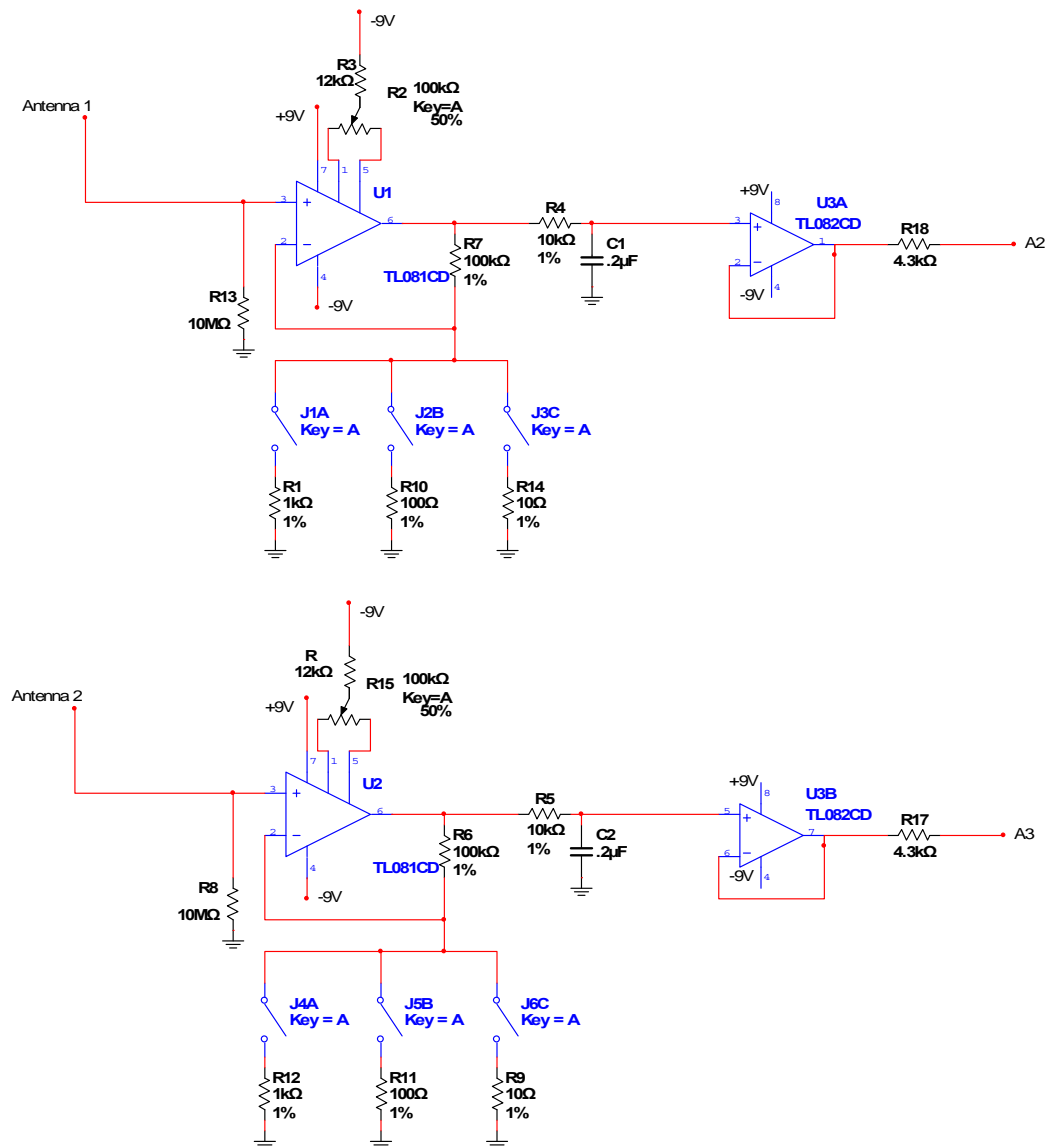 -9V
R3
12kΩ
R2
100kΩ
Key=A
50%
Antenna 1
+9V
7
1
5
U1
3
+
6
2
−
4
-9V
TL081CD
R7
100kΩ
1%
R13
10MΩ
R4
10kΩ
1%
C1
.2µF
+9V
8
U3A
TL082CD
3
+
1
2
−
-9V
4
R18
4.3kΩ
A2
J1A
Key = A
J2B
Key = A
J3C
Key = A
R1
1kΩ
1%
R10
100Ω
1%
R14
10Ω
1%
-9V
R
12kΩ
R15
100kΩ
Key=A
50%
Antenna 2
+9V
7
1
5
U2
3
+
6
2
−
4
-9V
TL081CD
R6
100kΩ
1%
R8
10MΩ
R5
10kΩ
1%
C2
.2µF
+9V
8
U3B
TL082CD
5
+
7
6
−
-9V
4
R17
4.3kΩ
A3
J4A
Key = A
J5B
Key = A
J6C
Key = A
R12
1kΩ
1%
R11
100Ω
1%
R9
10Ω
1%